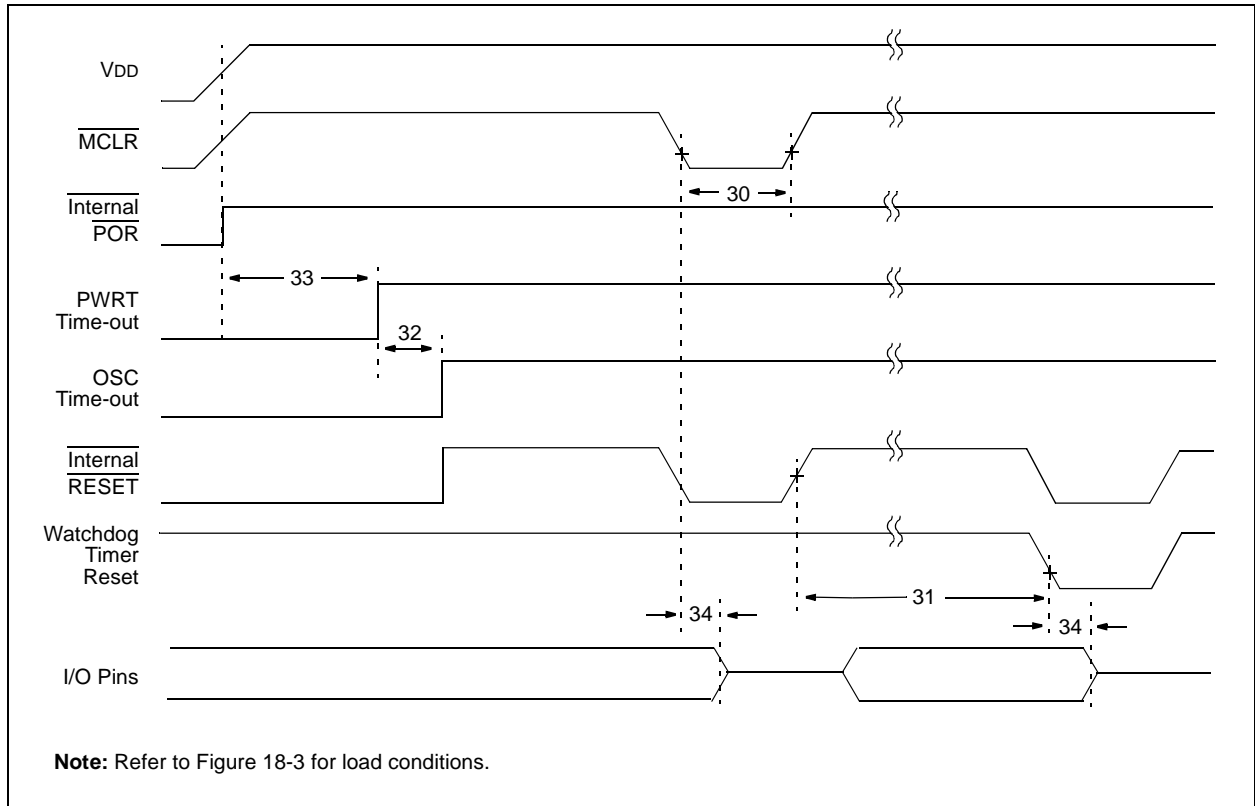 VDD
MCLR
30
Internal
POR
33
PWRT
Time-out
32
OSC
Time-out
Internal
RESET
Watchdog
Timer
Reset
31
34
34
I/O Pins
Note: Refer to Figure 18-3 for load conditions.